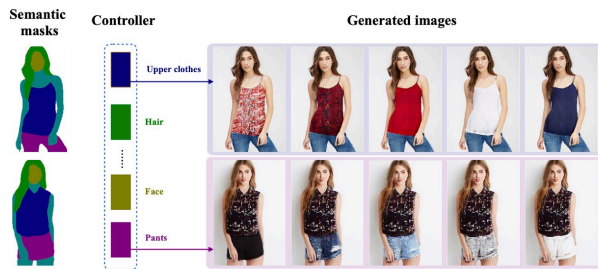 Semantic
masks
Controller
Generated images
Upper clothes
Hair
Face
Pants